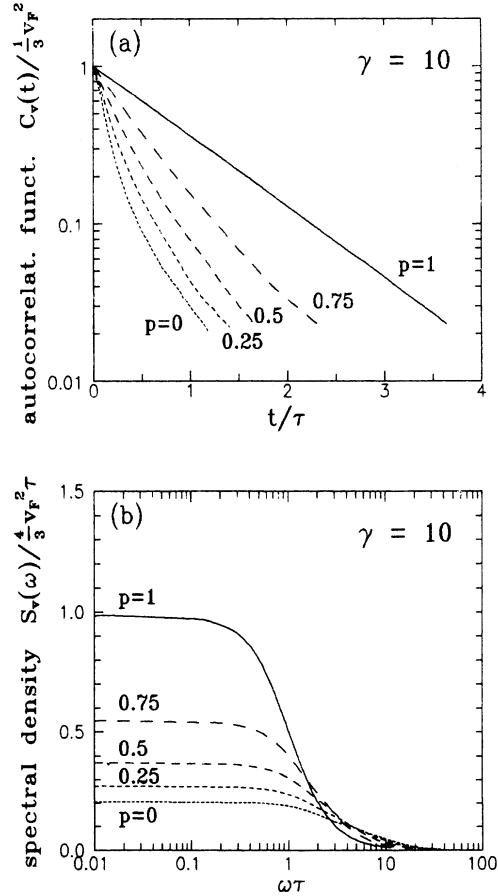 (a)
γ = 10
autocorrelat. funct. C_v(t)/⅓v_F²
1
0.1
0.01
p=1
0.75
0.5
0.25
p=0
0
1
2
3
4
t/τ
(b)
γ = 10
spectral density S_v(ω)/⁴⁄₃v_F²τ
1.5
1.0
0.5
0.0
p=1
0.75
0.5
0.25
p=0
0.01
0.1
1
10
100
ωτ